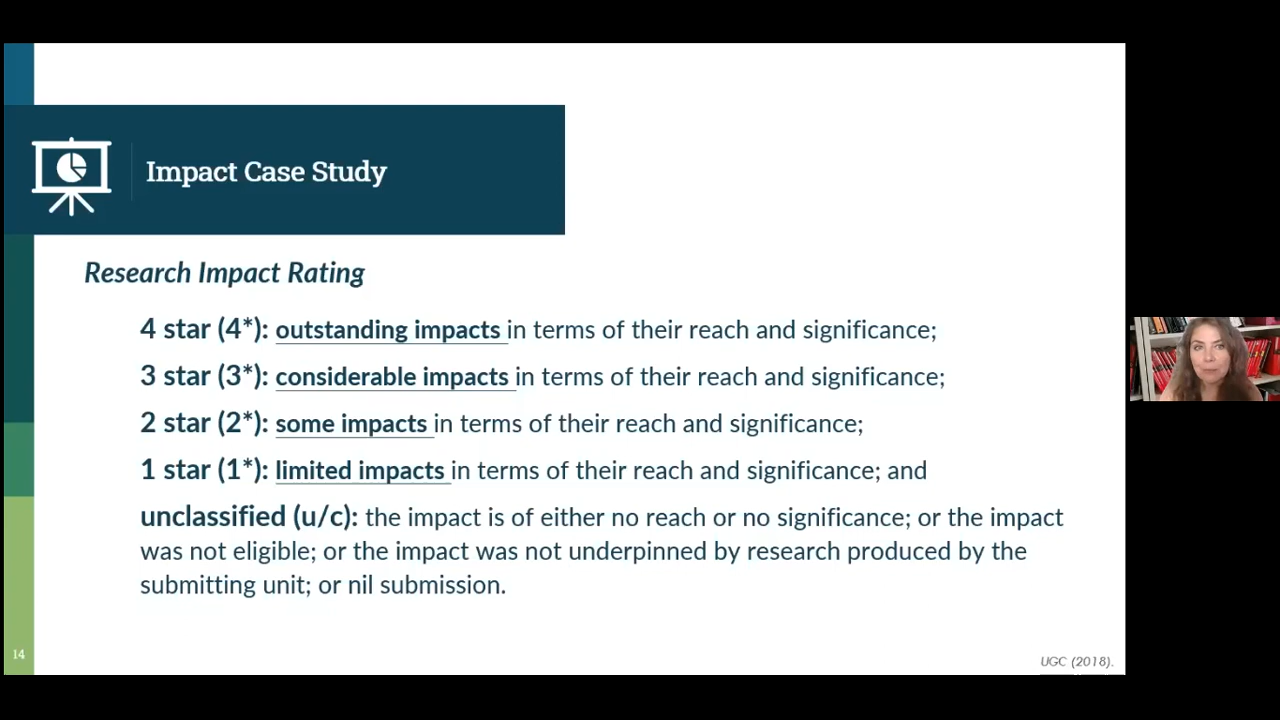 Impact Case Study
Research Impact Rating
4 star (4*): outstanding impacts in terms of their reach and significance;
3 star (3*): considerable impacts in terms of their reach and significance;
2 star (2*): some impacts in terms of their reach and significance;
1 star (1*): limited impacts in terms of their reach and significance; and
unclassified (u/c): the impact is of either no reach or no significance; or the impact
was not eligible; or the impact was not underpinned by research produced by the
submitting unit; or nil submission.
14
UGC (2018).